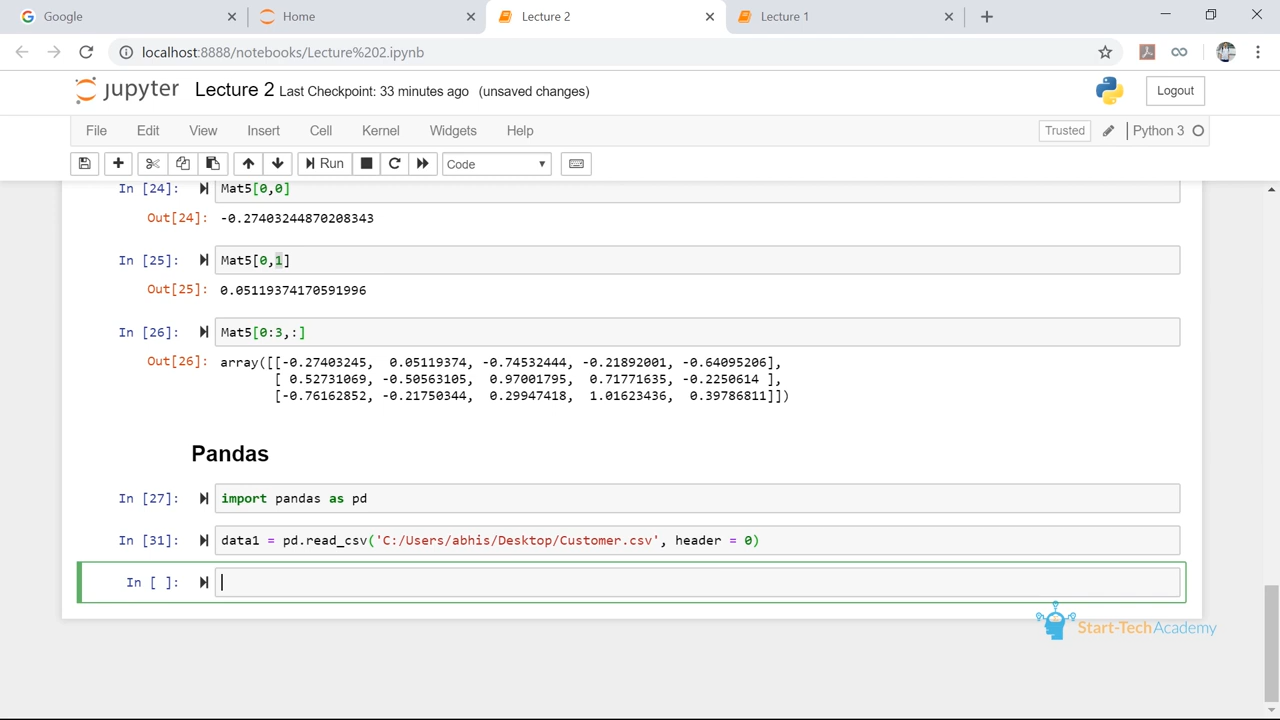 Google
Home
Lecture 2
Lecture 1
localhost:8888/notebooks/Lecture%202.ipynb
jupyter Lecture 2 Last Checkpoint: 33 minutes ago (unsaved changes)
Logout
File Edit View Insert Cell Kernel Widgets Help
Trusted
Python 3
Run
Code
In [24]: Mat5[0,0]
Out[24]: -0.27403244870208343
In [25]: Mat5[0,1]
Out[25]: 0.05119374170591996
In [26]: Mat5[0:3,:]
Out[26]: array([[-0.27403245, 0.05119374, -0.74532444, -0.21892001, -0.64095206],
[ 0.52731069, -0.50563105, 0.97001795, 0.71771635, -0.2250614 ],
[-0.76162852, -0.21750344, 0.29947418, 1.01623436, 0.39786811]])
Pandas
In [27]: import pandas as pd
In [31]: data1 = pd.read_csv('C:/Users/abhis/Desktop/Customer.csv', header = 0)
In [ ]:
Start-TechAcademy